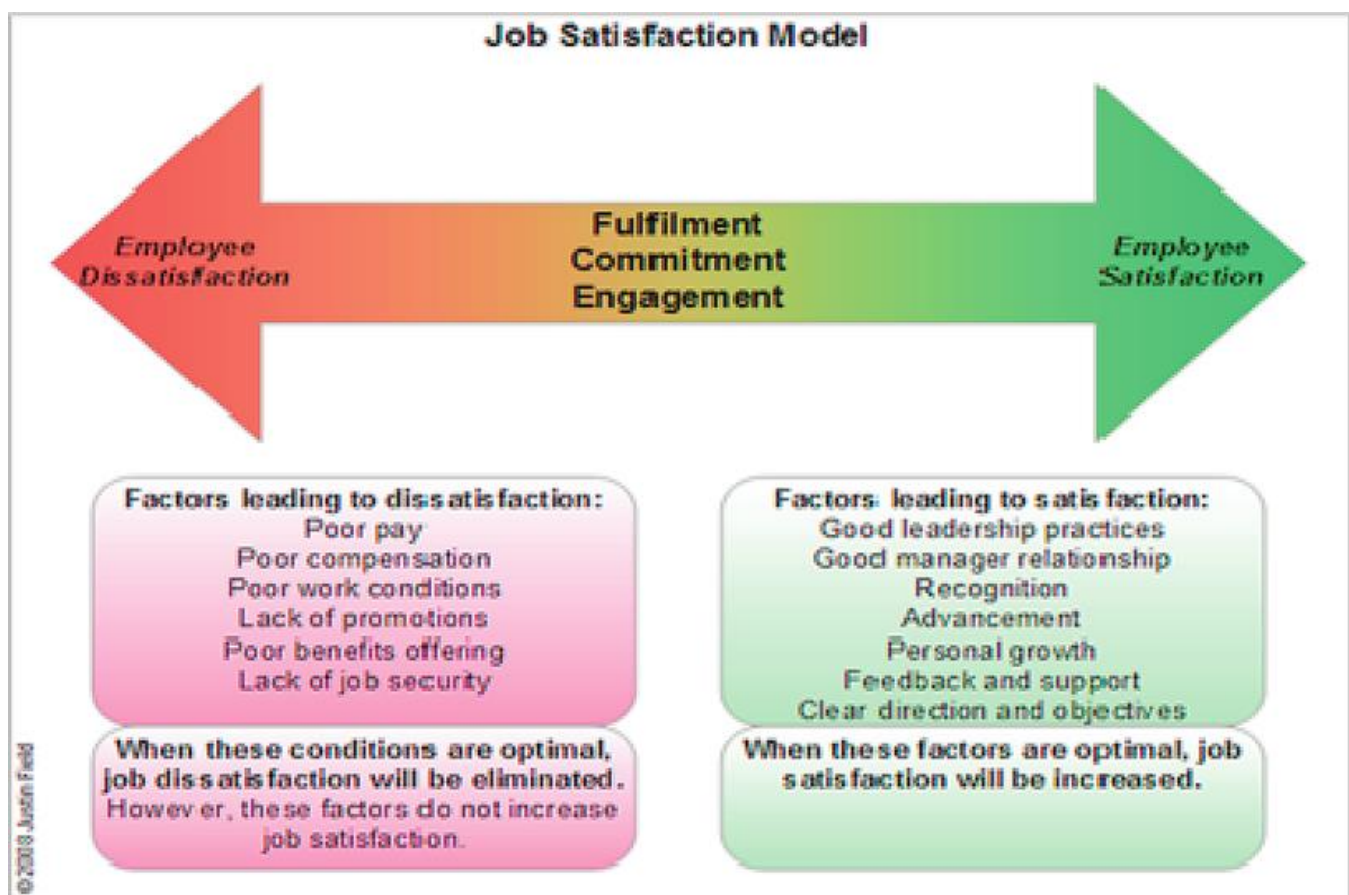 Job Satisfaction Model
Employee
Dissatisfaction
Fulfilment
Commitment
Engagement
Employee
Satisfaction
Factors leading to dissatisfaction:
Poor pay
Poor compensation
Poor work conditions
Lack of promotions
Poor benefits offering
Lack of job security
When these conditions are optimal,
job dissatisfaction will be eliminated.
However, these factors do not increase
job satisfaction.
Factors leading to satisfaction:
Good leadership practices
Good manager relationship
Recognition
Advancement
Personal growth
Feedback and support
Clear direction and objectives
When these factors are optimal, job
satisfaction will be increased.
©2008 Justin Field